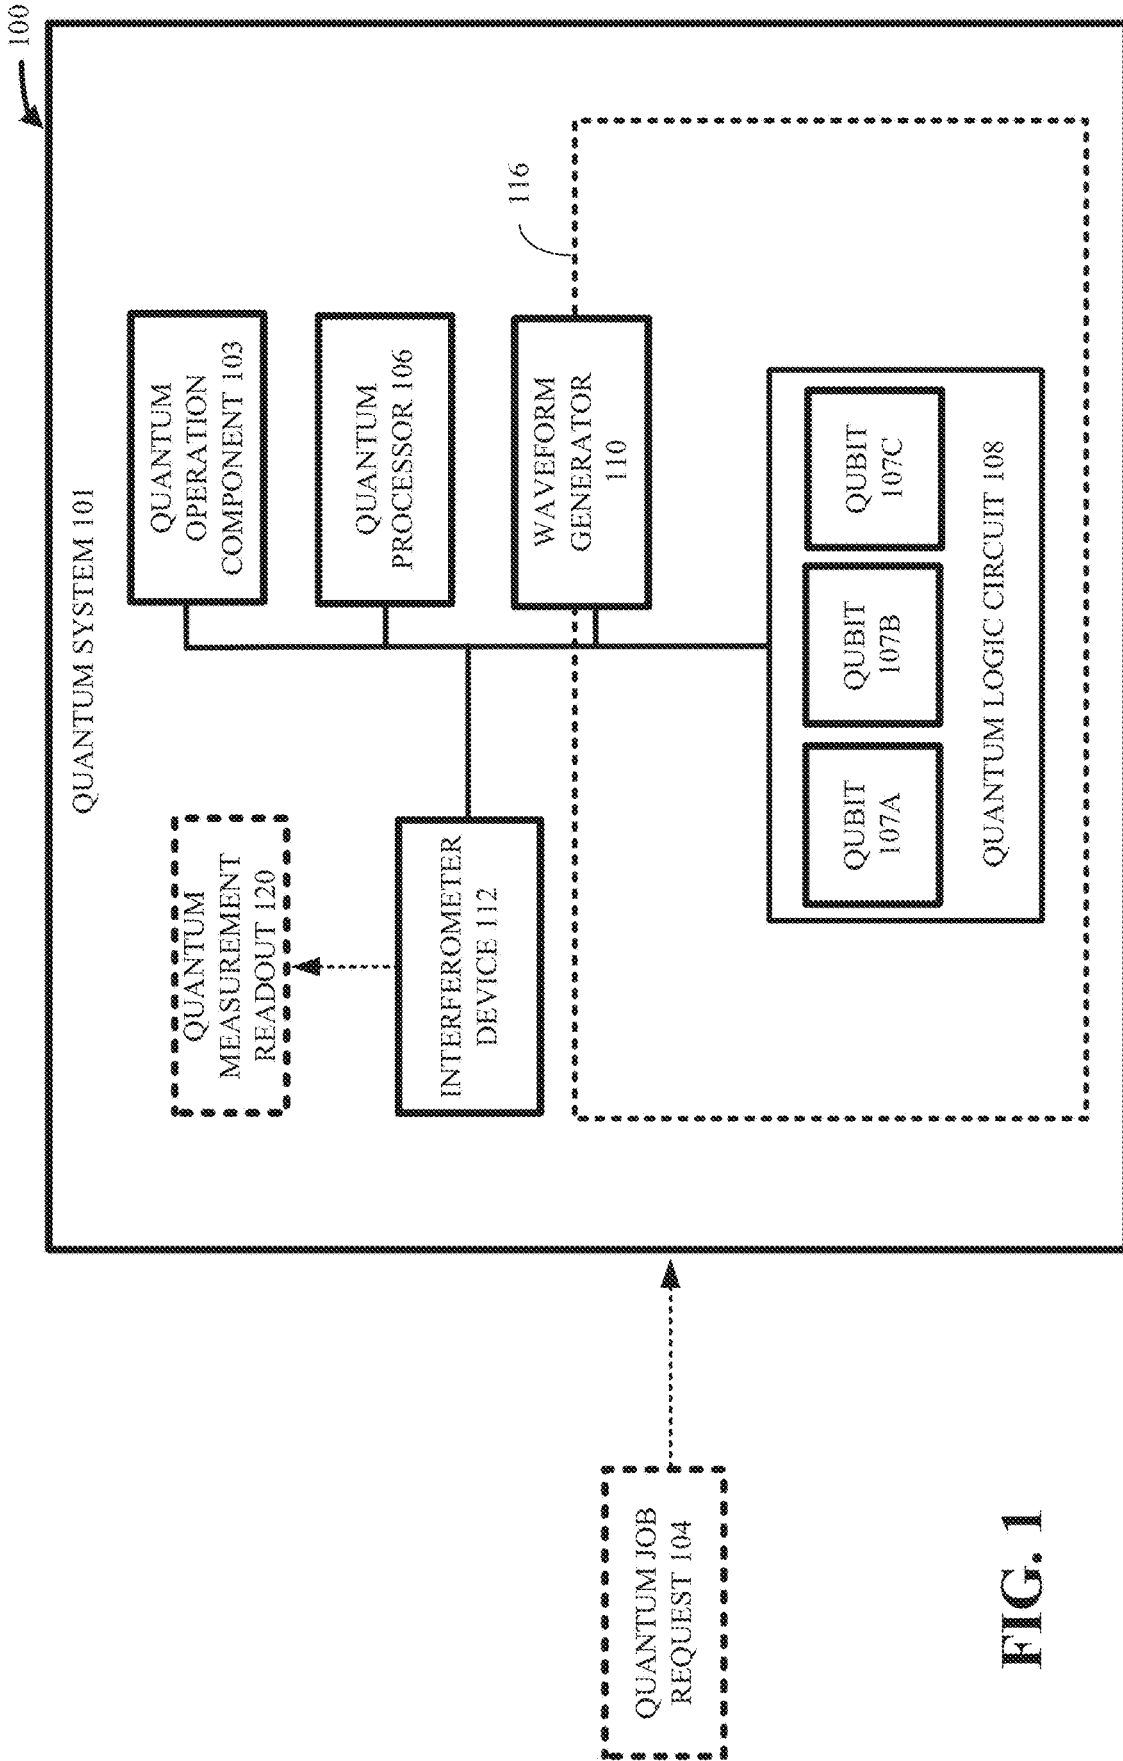 100
QUANTUM SYSTEM 101
QUANTUM
MEASUREMENT
READOUT 120
QUANTUM
OPERATION
COMPONENT 103
INTERFEROMETER
DEVICE 112
QUANTUM
PROCESSOR 106
116
WAVEFORM
GENERATOR
110
QUANTUM JOB
REQUEST 104
QUBIT
107A
QUBIT
107B
QUBIT
107C
QUANTUM LOGIC CIRCUIT 108
FIG. 1